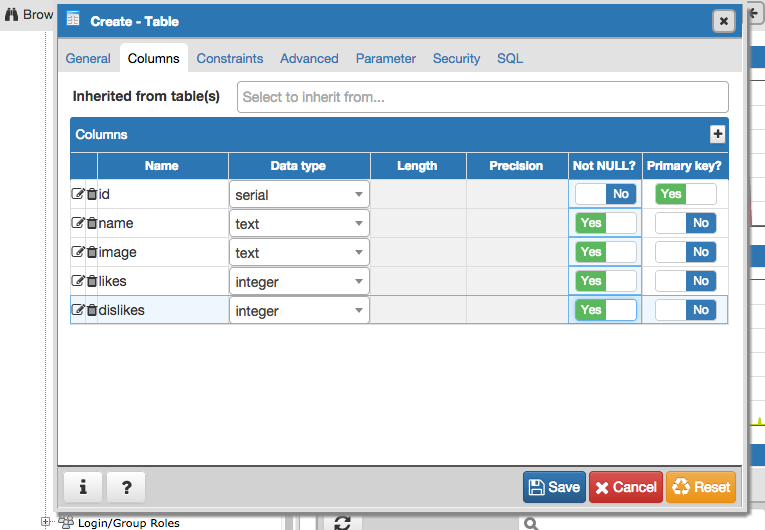 Brow
Create - Table
General Columns Constraints Advanced Parameter Security SQL
Inherited from table(s) Select to inherit from...
Columns
Name Data type Length Precision Not NULL? Primary key?
id serial No Yes
name text Yes No
image text Yes No
likes integer Yes No
dislikes integer Yes No
i ? Save Cancel Reset
Login/Group Roles